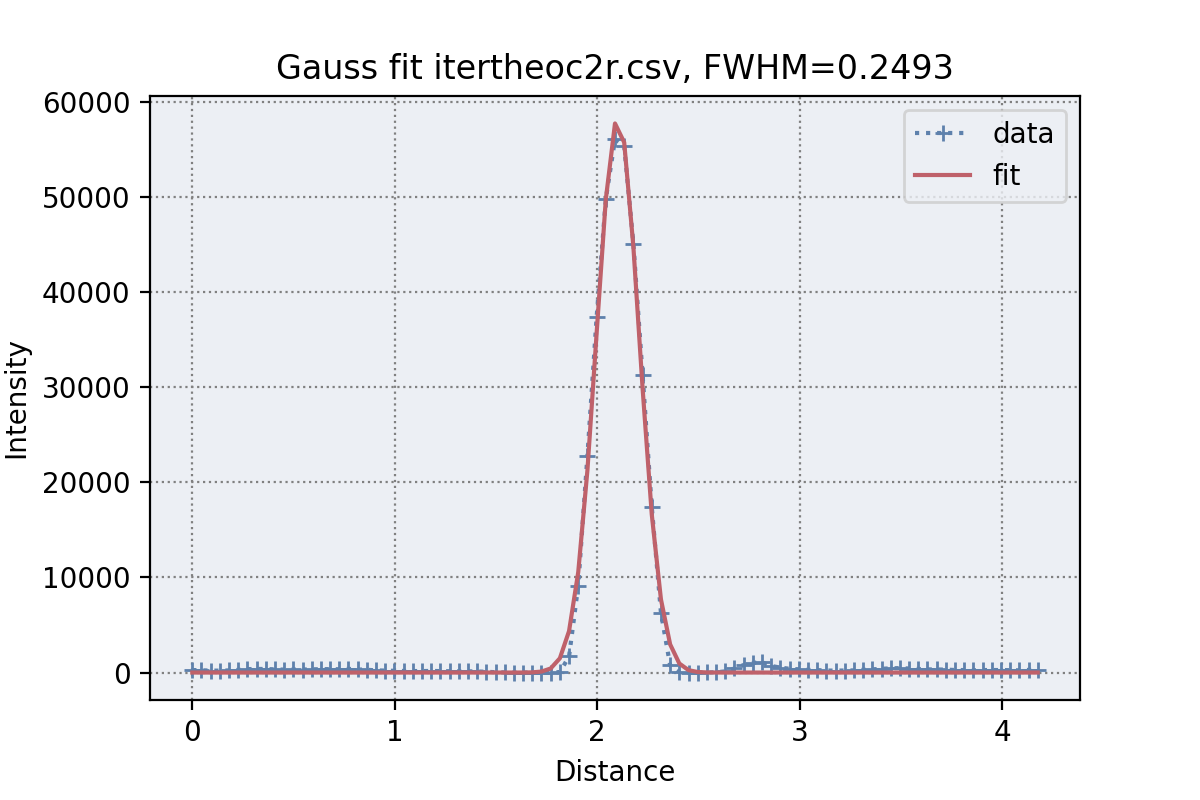 Gauss fit itertheoc2r.csv, FWHM=0.2493
60000
50000
40000
30000
20000
10000
0
Intensity
data
fit
0 1 2 3 4
Distance